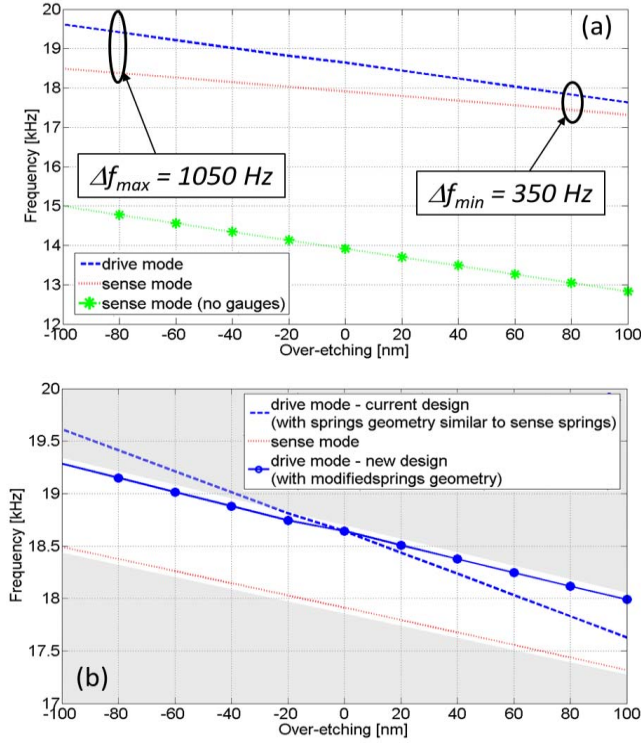 20
19
18
17
16
15
14
13
12
Frequency [kHz]
(a)
Δfmax = 1050 Hz
Δfmin = 350 Hz
drive mode
sense mode
sense mode (no gauges)
-100 -80 -60 -40 -20 0 20 40 60 80 100
Over-etching [nm]
20
19.5
19
18.5
18
17.5
17
Frequency [kHz]
drive mode - current design
(with springs geometry similar to sense springs)
sense mode
drive mode - new design
(with modifiedsprings geometry)
(b)
-100 -80 -60 -40 -20 0 20 40 60 80 100
Over-etching [nm]